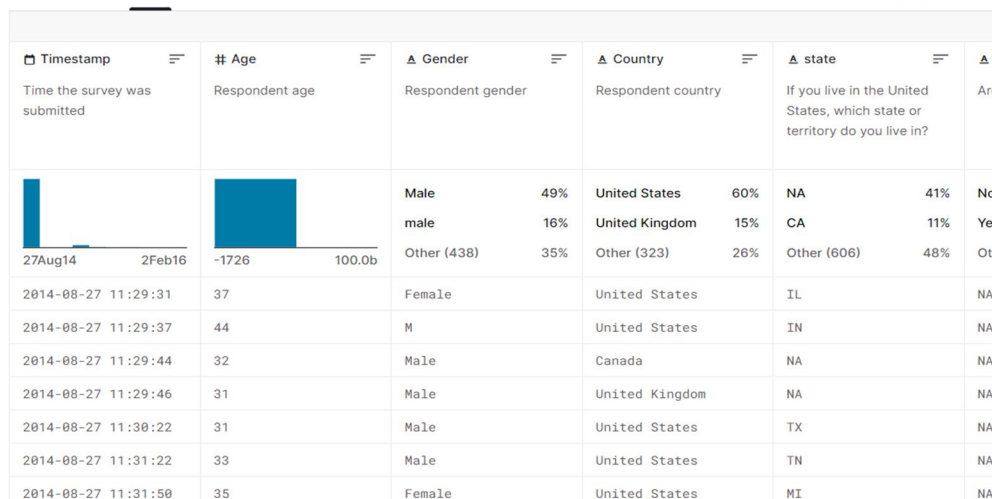 Timestamp # Age Gender Country state
Time the survey was submitted Respondent age Respondent gender Respondent country If you live in the United States, which state or territory do you live in? Ar
27Aug14 2Feb16 -1726 100.0b
Male 49% United States 60% NA 41% No
male 16% United Kingdom 15% CA 11% Ye
Other (438) 35% Other (323) 26% Other (606) 48% Ot
2014-08-27 11:29:31 37 Female United States IL NA
2014-08-27 11:29:37 44 M United States IN NA
2014-08-27 11:29:44 32 Male Canada NA NA
2014-08-27 11:29:46 31 Male United Kingdom NA NA
2014-08-27 11:30:22 31 Male United States TX NA
2014-08-27 11:31:22 33 Male United States TN NA
2014-08-27 11:31:50 35 Female United States MI NA